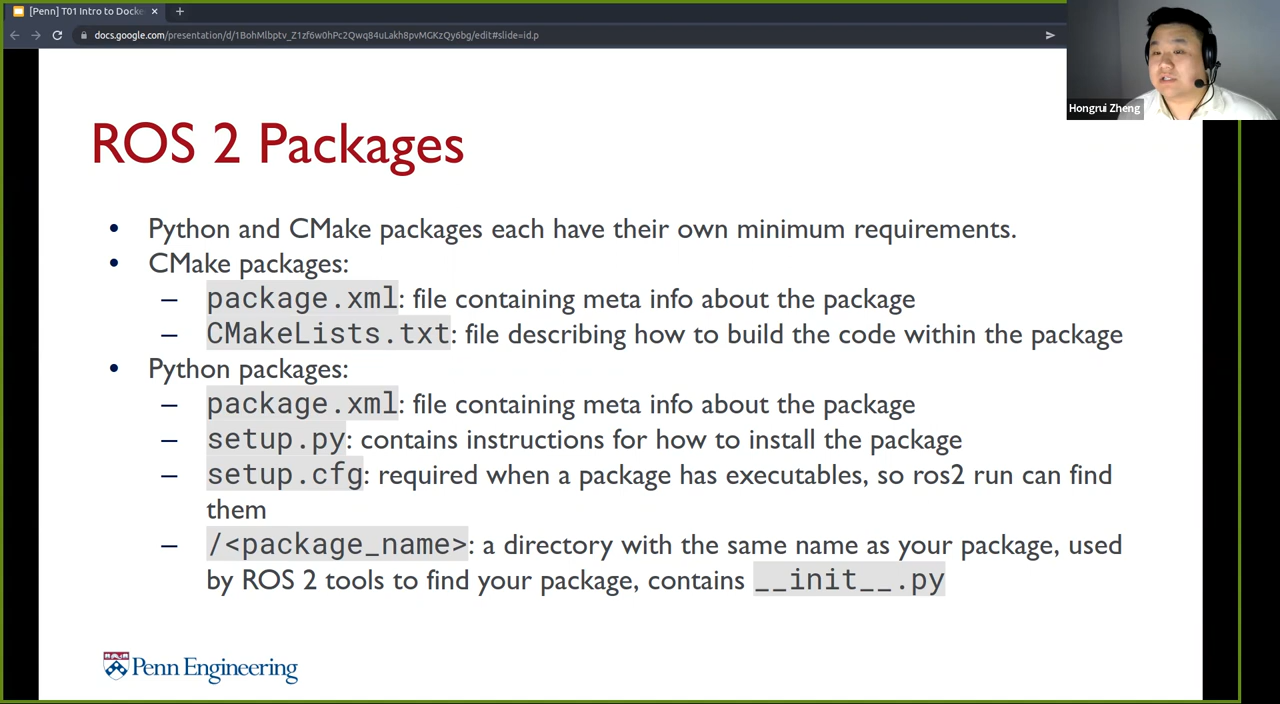 [Penn] T01 Intro to Docke
docs.google.com/presentation/d/1BohMlbptv_Z1zf6w0hPc2Qwq84uLakh8pvMGKzQy6bg/edit#slide=id.p
Hongrui Zheng
ROS 2 Packages
• Python and CMake packages each have their own minimum requirements.
• CMake packages:
– package.xml: file containing meta info about the package
– CMakeLists.txt: file describing how to build the code within the package
• Python packages:
– package.xml: file containing meta info about the package
– setup.py: contains instructions for how to install the package
– setup.cfg: required when a package has executables, so ros2 run can find
them
– /<package_name>: a directory with the same name as your package, used
by ROS 2 tools to find your package, contains __init__.py
Penn Engineering